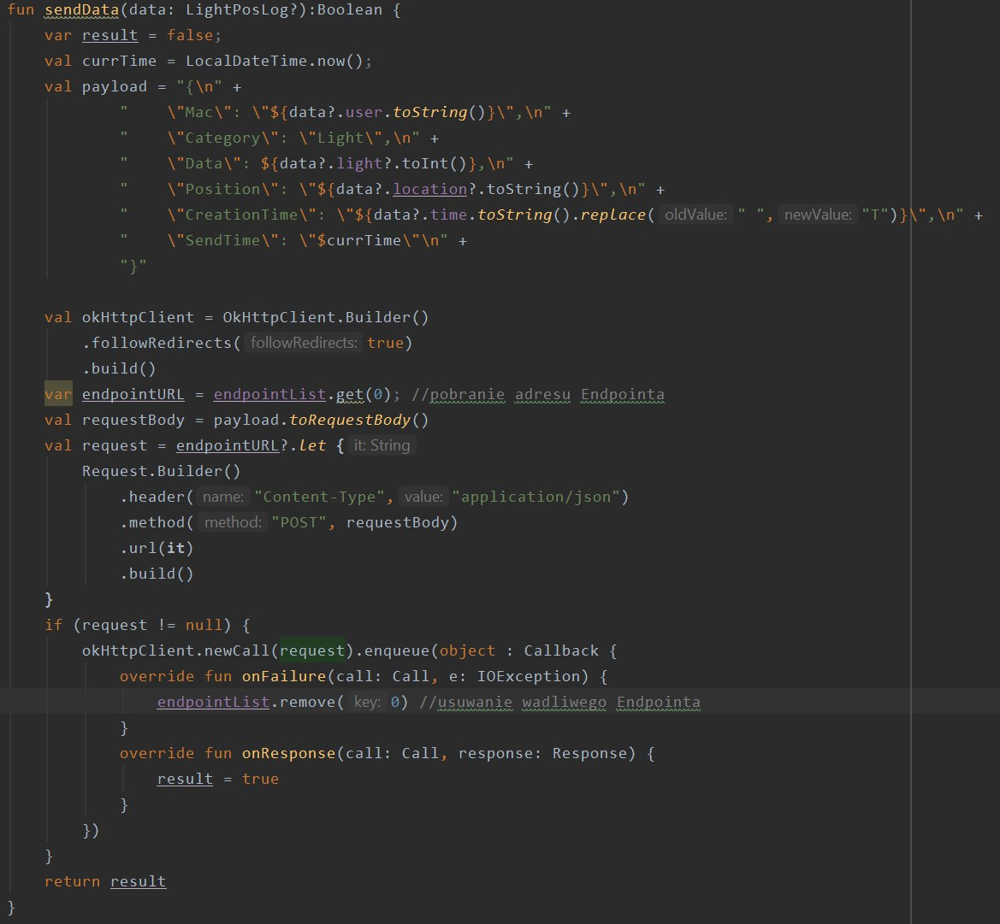 fun sendData(data: LightPosLog?):Boolean {
    var result = false;
    val currTime = LocalDateTime.now();
    val payload = "{\n" +
            "    \"Mac\": \"${data?.user.toString()}\",\n" +
            "    \"Category\": \"Light\",\n" +
            "    \"Data\": ${data?.light?.toInt()},\n" +
            "    \"Position\": \"${data?.location?.toString()}\",\n" +
            "    \"CreationTime\": \"${data?.time.toString().replace( oldValue: " ", newValue: "T")}\",\n" +
            "    \"SendTime\": \"$currTime\"\n" +
            "}"
    val okHttpClient = OkHttpClient.Builder()
        .followRedirects( followRedirects: true)
        .build()
    var endpointURL = endpointList.get(0); //pobranie adresu Endpointa
    val requestBody = payload.toRequestBody()
    val request = endpointURL?.let { it: String
        Request.Builder()
            .header( name: "Content-Type", value: "application/json")
            .method( method: "POST", requestBody)
            .url(it)
            .build()
    }
    if (request != null) {
        okHttpClient.newCall(request).enqueue(object : Callback {
            override fun onFailure(call: Call, e: IOException) {
                endpointList.remove( key: 0) //usuwanie wadliwego Endpointa
            }
            override fun onResponse(call: Call, response: Response) {
                result = true
            }
        })
    }
    return result
}